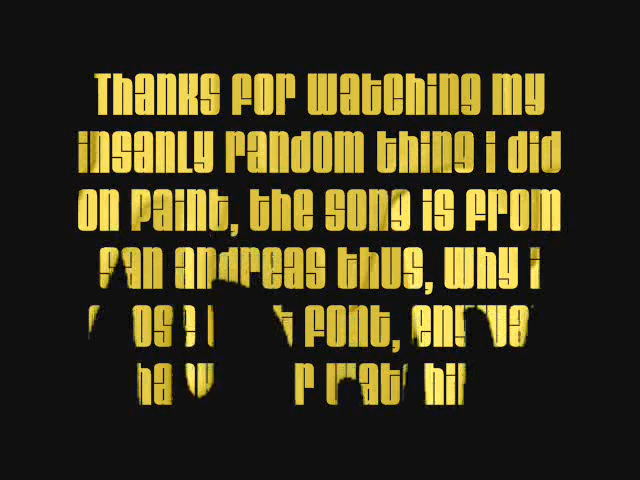 Thanks for watching my
insanly random thing i did
on paint, the song is from
san andreas thus, why i
font,